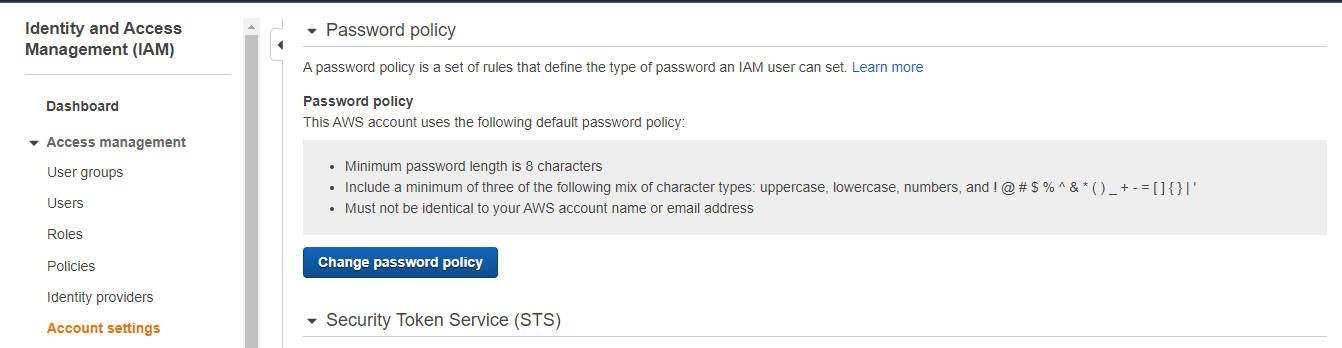 Identity and Access
Management (IAM)
Dashboard
Access management
User groups
Users
Roles
Policies
Identity providers
Account settings
Password policy
A password policy is a set of rules that define the type of password an IAM user can set. Learn more
Password policy
This AWS account uses the following default password policy:
• Minimum password length is 8 characters
• Include a minimum of three of the following mix of character types: uppercase, lowercase, numbers, and ! @ # $ % ^ & * ( ) _ + - = [ ] { } | '
• Must not be identical to your AWS account name or email address
Change password policy
Security Token Service (STS)